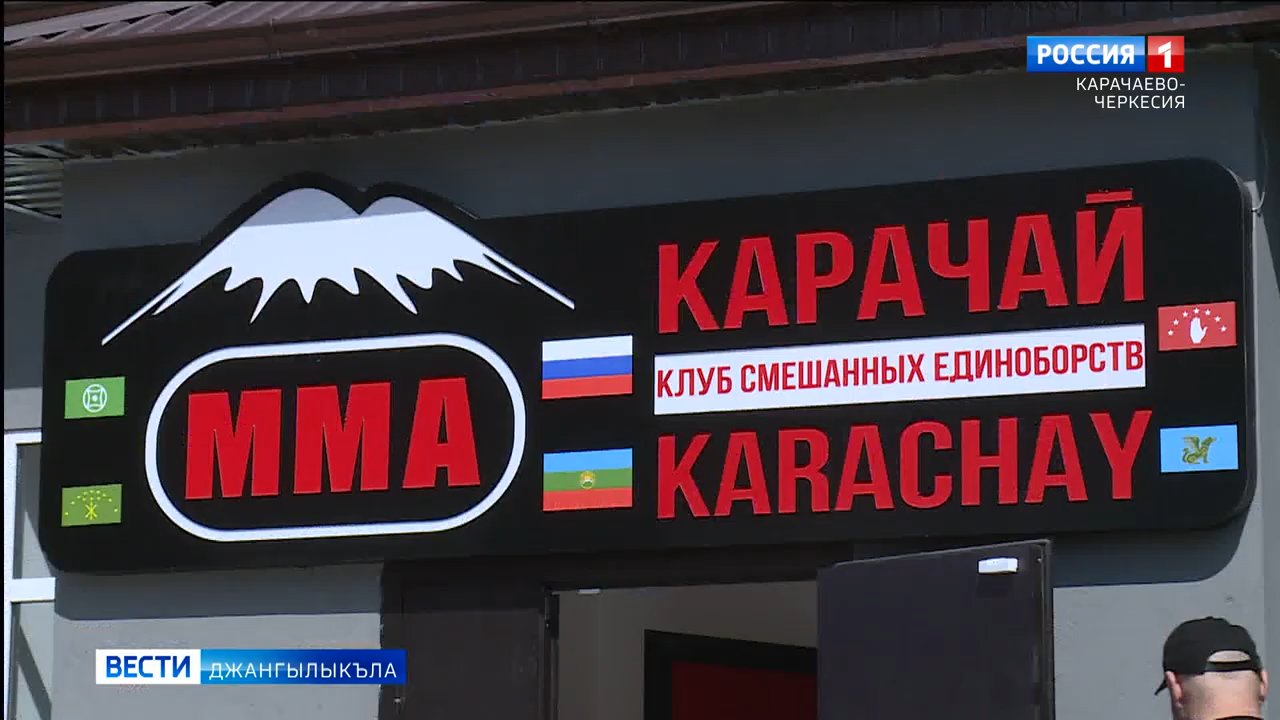 РОССИЯ 1
КАРАЧАЕВО-
ЧЕРКЕСИЯ
ММА
КАРАЧАЙ
КЛУБ СМЕШАННЫХ ЕДИНОБОРСТВ
KARACHAY
ВЕСТИ ДЖАНГЫЛЫКЪЛА